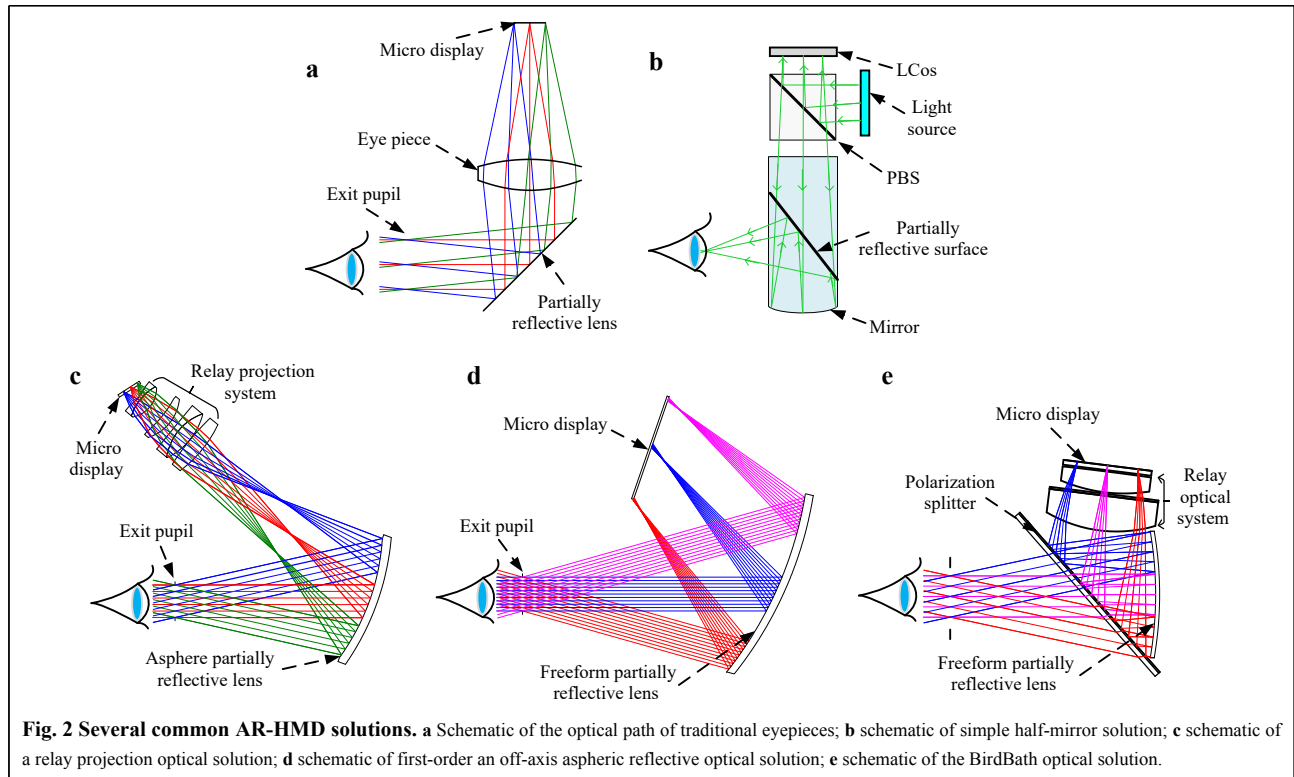 a
Micro display
Eye piece
Exit pupil
Partially
reflective lens
b
LCos
Light
source
PBS
Partially
reflective surface
Mirror
c
Relay projection
system
Micro
display
Exit pupil
Asphere partially
reflective lens
d
Micro display
Exit pupil
Freeform partially
reflective lens
e
Micro display
Polarization
splitter
Relay
optical
system
Freeform partially
reflective lens
Fig. 2 Several common AR-HMD solutions. a Schematic of the optical path of traditional eyepieces; b schematic of simple half-mirror solution; c schematic of
a relay projection optical solution; d schematic of first-order an off-axis aspheric reflective optical solution; e schematic of the BirdBath optical solution.